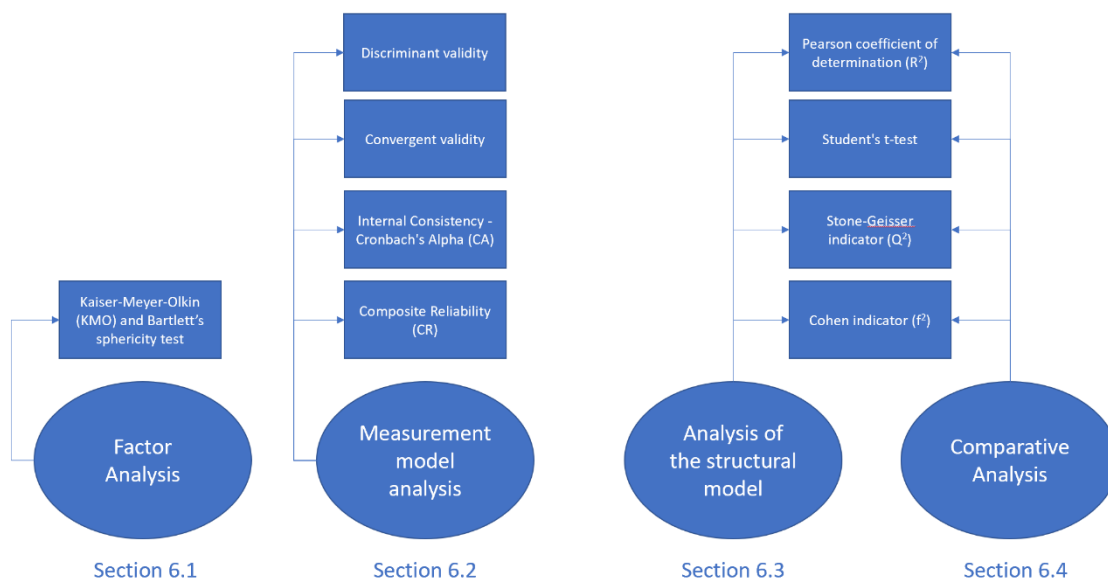 Discriminant validity
Convergent validity
Internal Consistency -
Cronbach's Alpha (CA)
Composite Reliability
(CR)
Kaiser-Meyer-Olkin
(KMO) and Bartlett’s
sphericity test
Pearson coefficient of
determination (R²)
Student's t-test
Stone-Geisser
indicator (Q²)
Cohen indicator (f²)
Factor
Analysis
Measurement
model
analysis
Analysis of
the structural
model
Comparative
Analysis
Section 6.1
Section 6.2
Section 6.3
Section 6.4